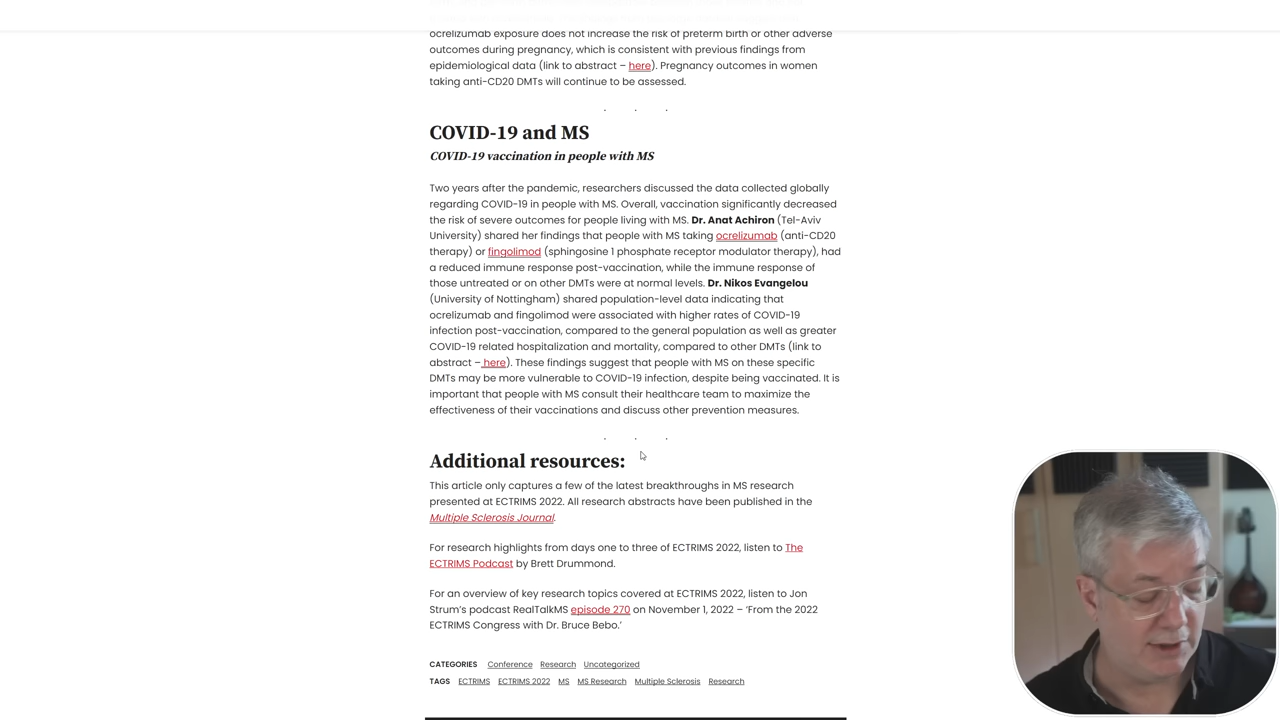 ocrelizumab exposure does not increase the risk of preterm birth or other adverse
outcomes during pregnancy, which is consistent with previous findings from
epidemiological data (link to abstract – here). Pregnancy outcomes in women
taking anti-CD20 DMTs will continue to be assessed.
. . .
COVID-19 and MS
COVID-19 vaccination in people with MS
Two years after the pandemic, researchers discussed the data collected globally
regarding COVID-19 in people with MS. Overall, vaccination significantly decreased
the risk of severe outcomes for people living with MS. Dr. Anat Achiron (Tel-Aviv
University) shared her findings that people with MS taking ocrelizumab (anti-CD20
therapy) or fingolimod (sphingosine 1 phosphate receptor modulator therapy), had
a reduced immune response post-vaccination, while the immune response of
those untreated or on other DMTs were at normal levels. Dr. Nikos Evangelou
(University of Nottingham) shared population-level data indicating that
ocrelizumab and fingolimod were associated with higher rates of COVID-19
infection post-vaccination, compared to the general population as well as greater
COVID-19 related hospitalization and mortality, compared to other DMTs (link to
abstract – here). These findings suggest that people with MS on these specific
DMTs may be more vulnerable to COVID-19 infection, despite being vaccinated. It is
important that people with MS consult their healthcare team to maximize the
effectiveness of their vaccinations and discuss other prevention measures.
. . .
Additional resources:
This article only captures a few of the latest breakthroughs in MS research
presented at ECTRIMS 2022. All research abstracts have been published in the
Multiple Sclerosis Journal.
For research highlights from days one to three of ECTRIMS 2022, listen to The
ECTRIMS Podcast by Brett Drummond.
For an overview of key research topics covered at ECTRIMS 2022, listen to Jon
Strum's podcast RealTalkMS episode 270 on November 1, 2022 – 'From the 2022
ECTRIMS Congress with Dr. Bruce Bebo.'
CATEGORIES Conference Research Uncategorized
TAGS ECTRIMS ECTRIMS 2022 MS MS Research Multiple Sclerosis Research